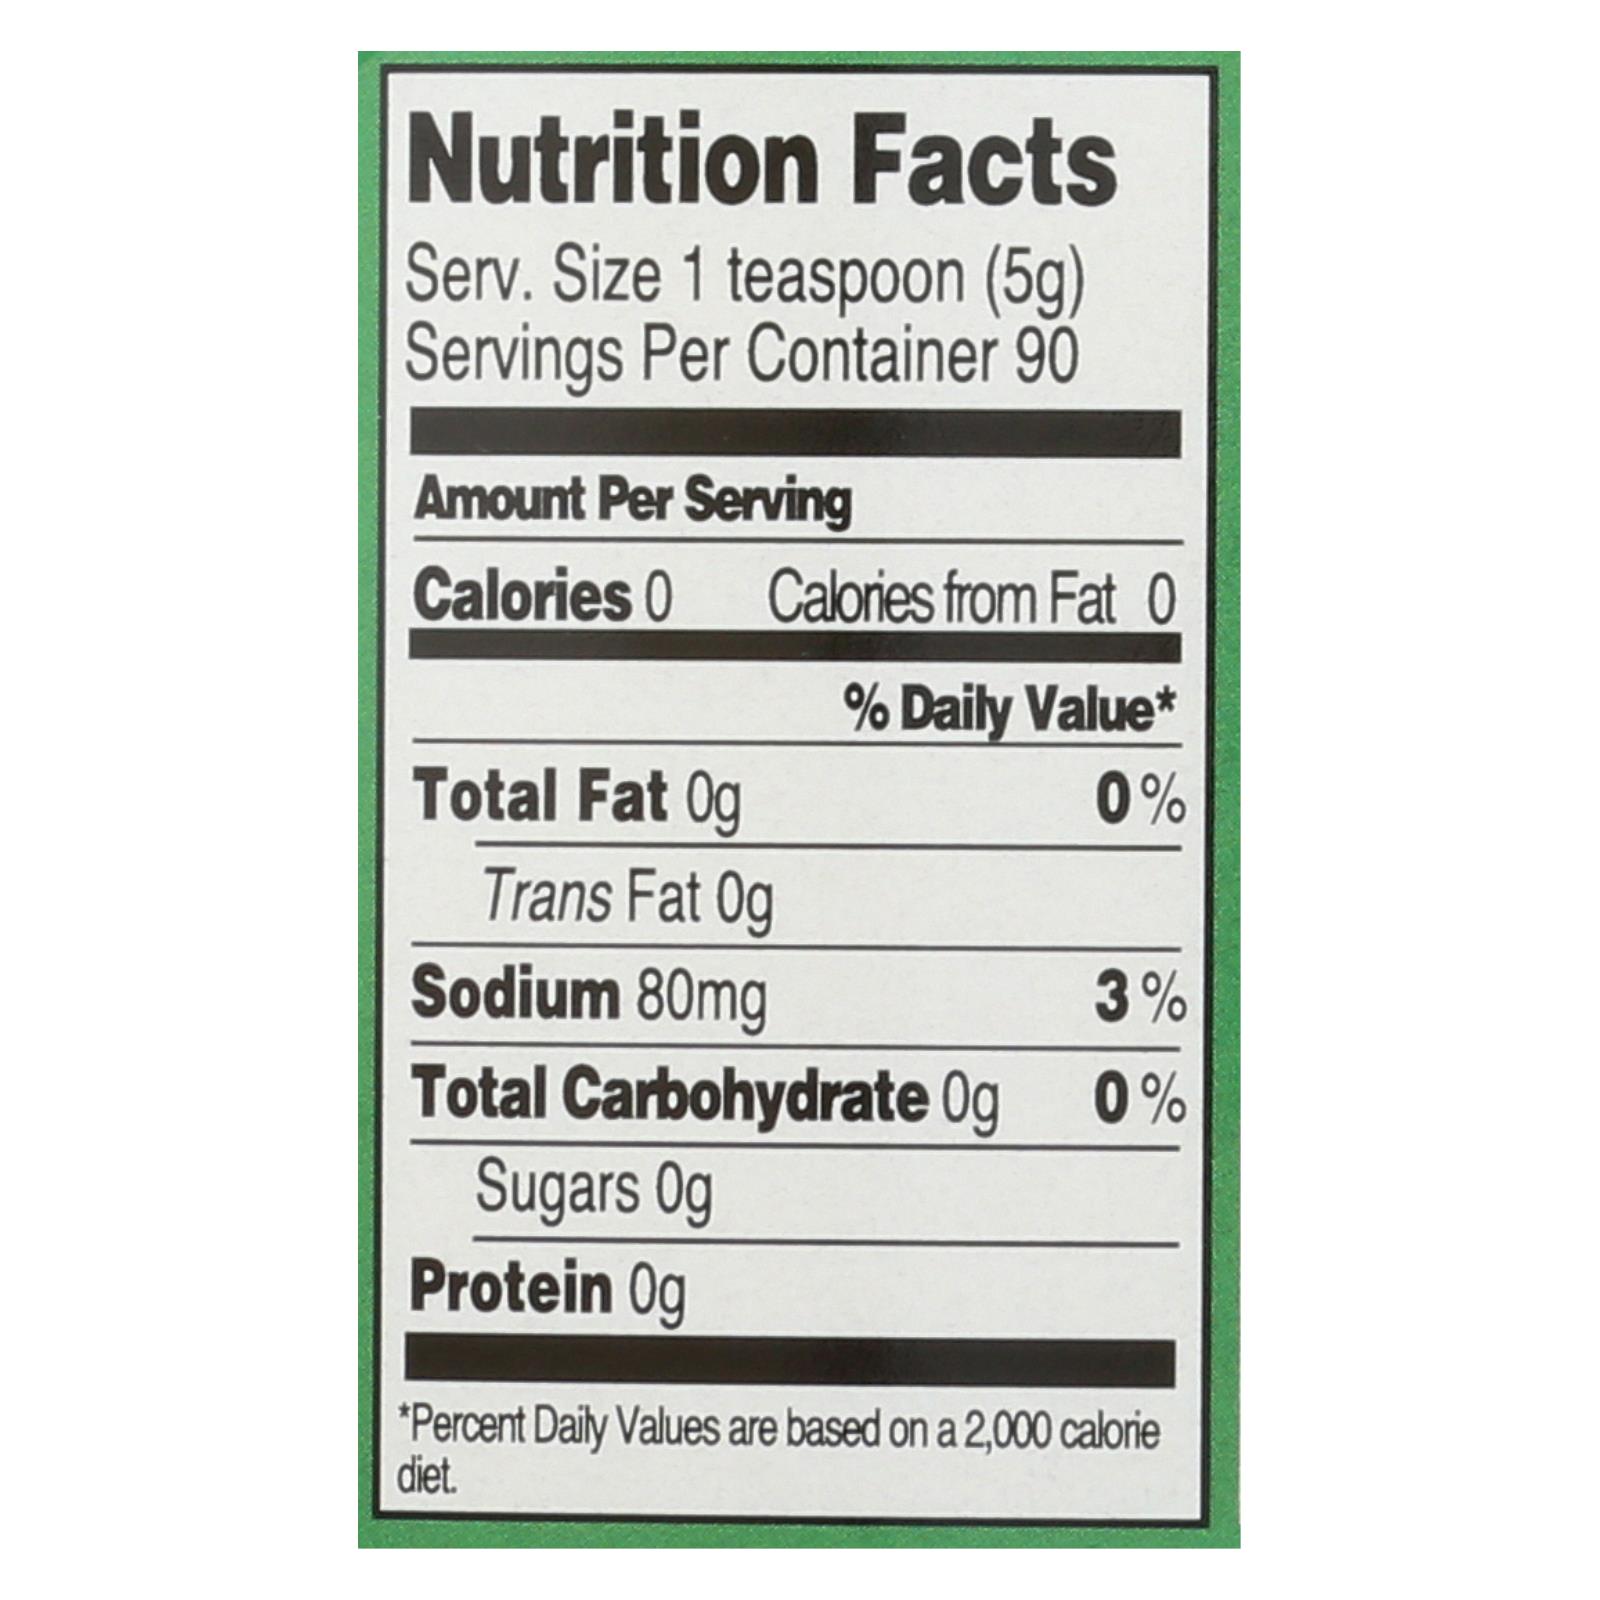 Nutrition Facts
Serv. Size 1 teaspoon (5g)
Servings Per Container 90
Amount Per Serving
Calories 0 Calories from Fat 0
% Daily Value*
Total Fat 0g 0 %
Trans Fat 0g
Sodium 80mg 3 %
Total Carbohydrate 0g 0 %
Sugars 0g
Protein 0g
*Percent Daily Values are based on a 2,000 calorie
diet.